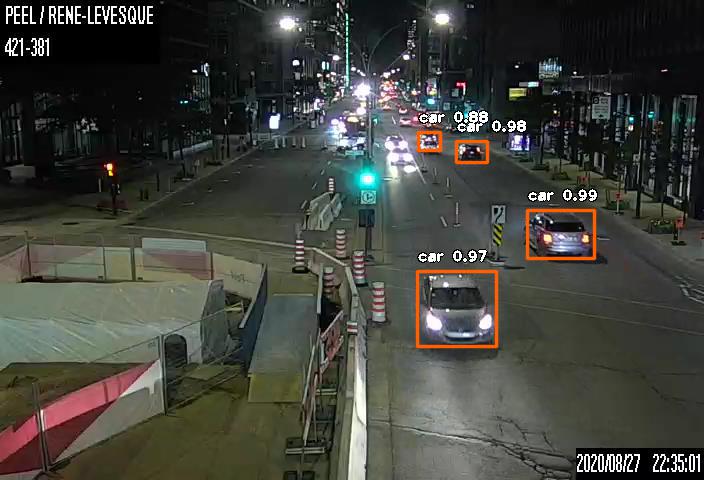 PEEL / RENE-LEVESQUE
421-381
car 0.88
car 0.98
car 0.99
car 0.97
2020/08/27 22:35:01